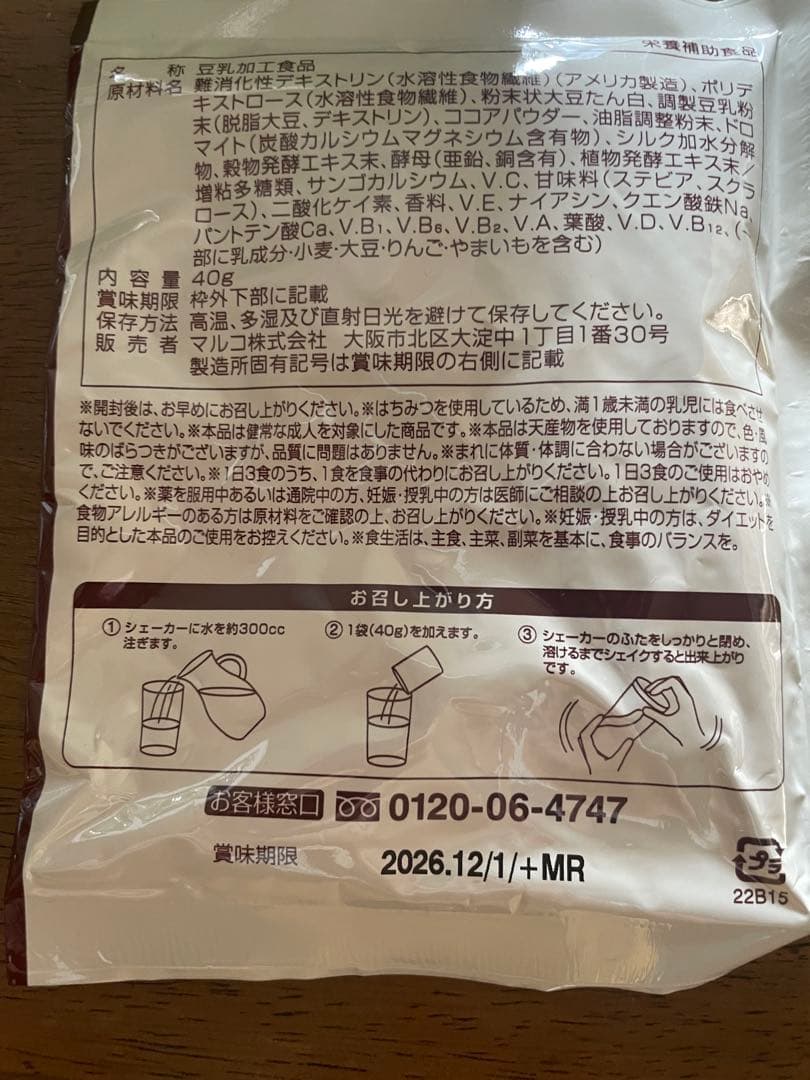 栄養補助食品
名称 豆乳加工食品
原材料名 難消化性デキストリン(水溶性食物繊維)(アメリカ製造)、ポリデ
キストロース(水溶性食物繊維)、粉末状大豆たん白、調製豆乳粉
末(脱脂大豆、デキストリン)、ココアパウダー、油脂調整粉末、ドロ
マイト(炭酸カルシウムマグネシウム含有物)、シルク加水分解
物、穀物発酵エキス末、酵母(亜鉛、銅含有)、植物発酵エキス末/
増粘多糖類、サンゴカルシウム、V.C、甘味料(ステビア、スクラ
ロース)、二酸化ケイ素、香料、V.E、ナイアシン、クエン酸鉄Na、
パントテン酸Ca、V.B1、V.B6、V.B2、V.A、葉酸、V.D、V.B12、(一
部に乳成分・小麦・大豆・りんご・やまいもを含む)
内容量 40g
賞味期限 枠外下部に記載
保存方法 高温、多湿及び直射日光を避けて保存してください。
販売者 マルコ株式会社 大阪市北区大淀中1丁目1番30号
製造所固有記号は賞味期限の右側に記載
※開封後は、お早めにお召し上がりください。※はちみつを使用しているため、満1歳未満の乳児には食べさせ
ないでください。※本品は健常な成人を対象にした商品です。※本品は天産物を使用しておりますので、色・風
味のばらつきがございますが、品質に問題はありません。※まれに体質・体調に合わない場合がございますの
で、ご注意ください。※1日3食のうち、1食を食事の代わりにお召し上がりください。1日3食のご使用はおやめ
ください。※薬を服用中あるいは通院中の方、妊娠・授乳中の方は医師にご相談の上お召し上がりください。※
食物アレルギーのある方は原材料をご確認の上、お召し上がりください。※妊娠・授乳中の方は、ダイエットを
目的とした本品のご使用をお控えください。※食生活は、主食、主菜、副菜を基本に、食事のバランスを。
お召し上がり方
① シェーカーに水を約300cc
注ぎます。
② 1袋(40g)を加えます。
③ シェーカーのふたをしっかりと閉め、
溶けるまでシェイクすると出来上がり
です。
お客様窓口 0120-06-4747
賞味期限 2026.12/1/+MR
プラ
22B15